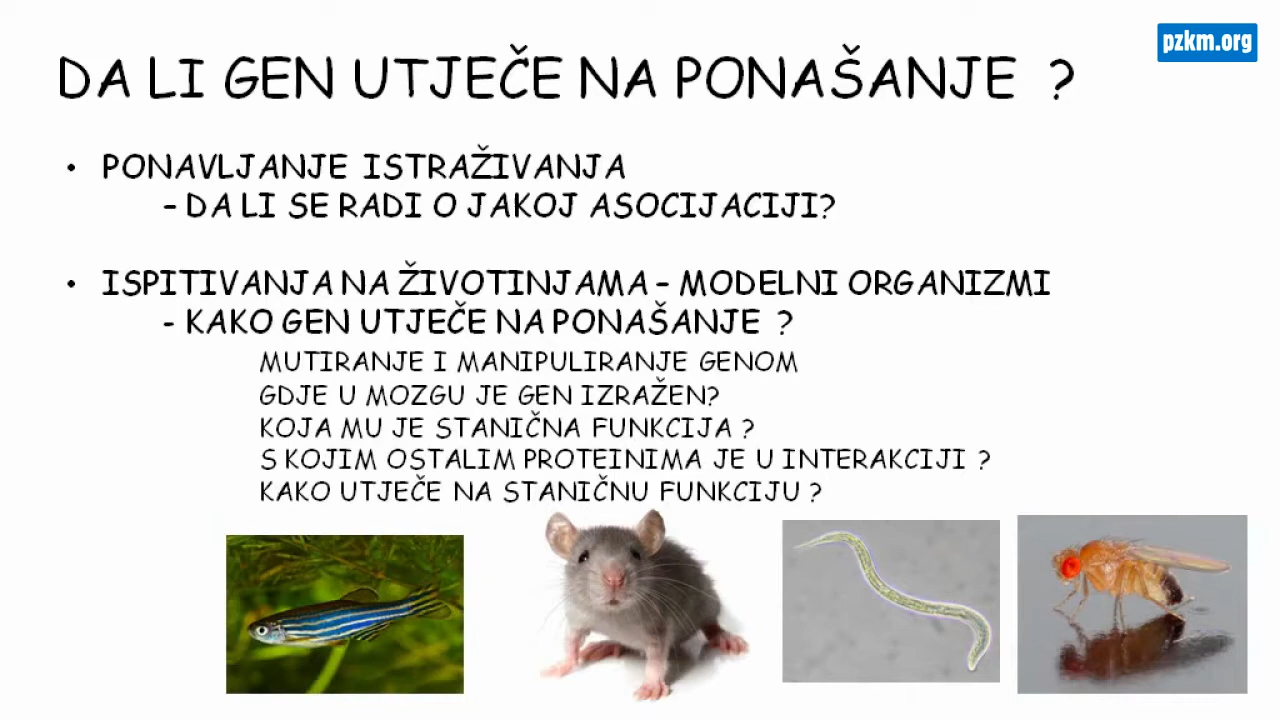 pzkm.org
DA LI GEN UTJEČE NA PONAŠANJE ?
• PONAVLJANJE ISTRAŽIVANJA
– DA LI SE RADI O JAKOJ ASOCIJACIJI?
• ISPITIVANJA NA ŽIVOTINJAMA – MODELNI ORGANIZMI
- KAKO GEN UTJEČE NA PONAŠANJE ?
MUTIRANJE I MANIPULIRANJE GENOM
GDJE U MOZGU JE GEN IZRAŽEN?
KOJA MU JE STANIČNA FUNKCIJA ?
S KOJIM OSTALIM PROTEINIMA JE U INTERAKCIJI ?
KAKO UTJEČE NA STANIČNU FUNKCIJU ?